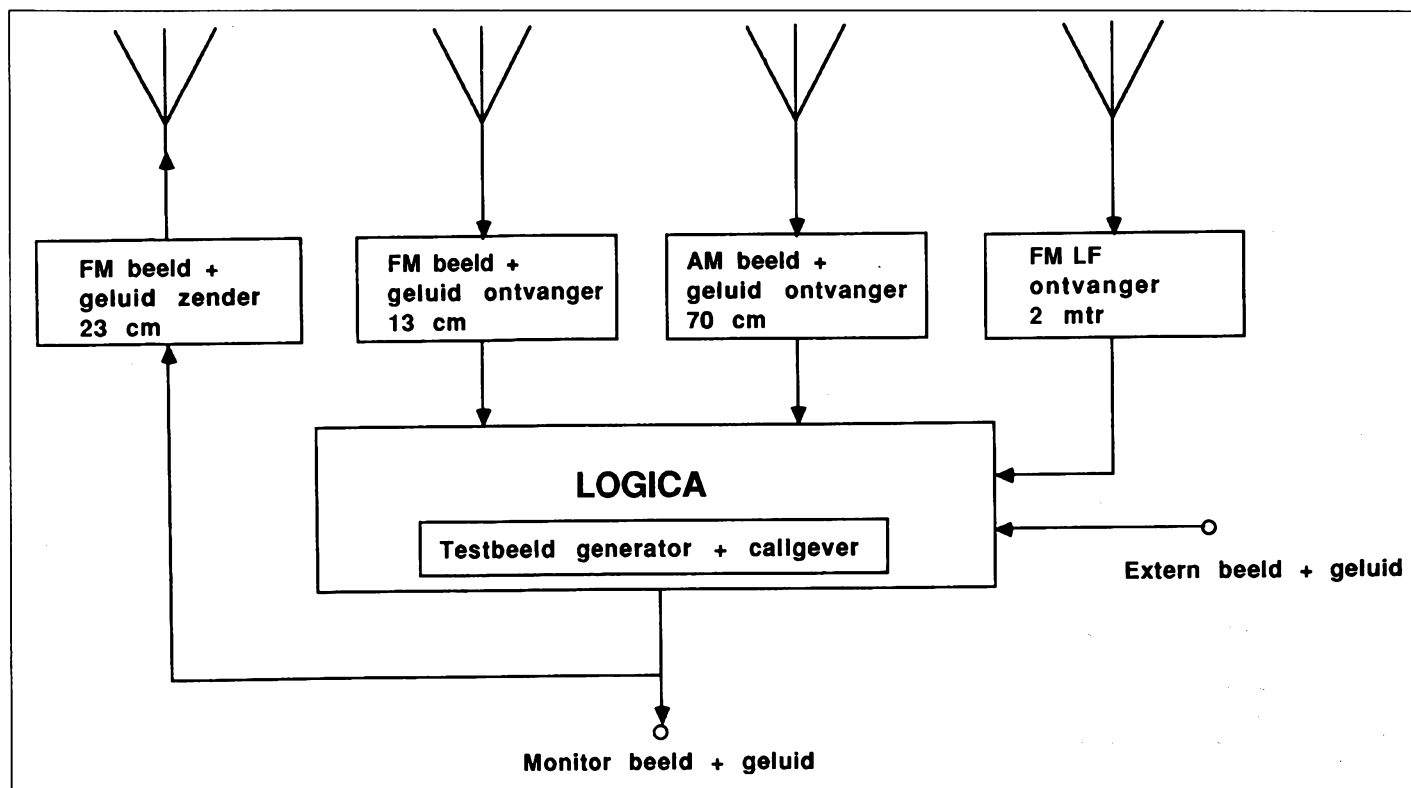 FM beeld +
geluid zender
23 cm
FM beeld +
geluid ontvanger
13 cm
AM beeld +
geluid ontvanger
70 cm
FM LF
ontvanger
2 mtr
LOGICA
Testbeeld generator + callgever
Extern beeld + geluid
Monitor beeld + geluid